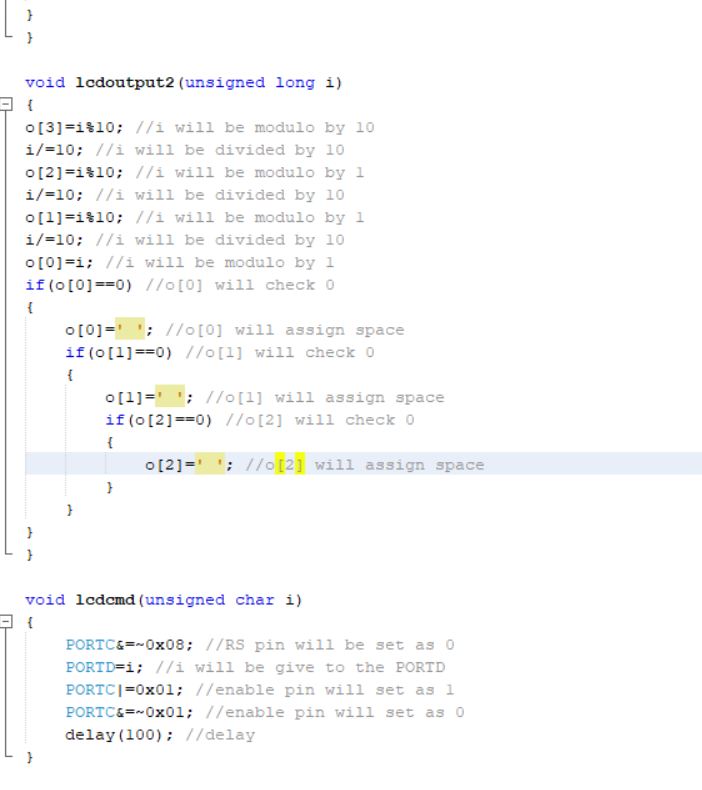 }
}
void lcdoutput2(unsigned long i)
{
o[3]=i%10; //i will be modulo by 10
i/=10; //i will be divided by 10
o[2]=i%10; //i will be modulo by 1
i/=10; //i will be divided by 10
o[1]=i%10; //i will be modulo by 1
i/=10; //i will be divided by 10
o[0]=i; //i will be modulo by 1
if(o[0]==0) //o[0] will check 0
{
o[0]=' '; //o[0] will assign space
if(o[1]==0) //o[1] will check 0
{
o[1]=' '; //o[1] will assign space
if(o[2]==0) //o[2] will check 0
{
o[2]=' '; //o[2] will assign space
}
}
}
}
void lcdcmd(unsigned char i)
{
PORTC&=~0x08; //RS pin will be set as 0
PORTD=i; //i will be give to the PORTD
PORTC|=0x01; //enable pin will set as 1
PORTC&=~0x01; //enable pin will set as 0
delay(100); //delay
}